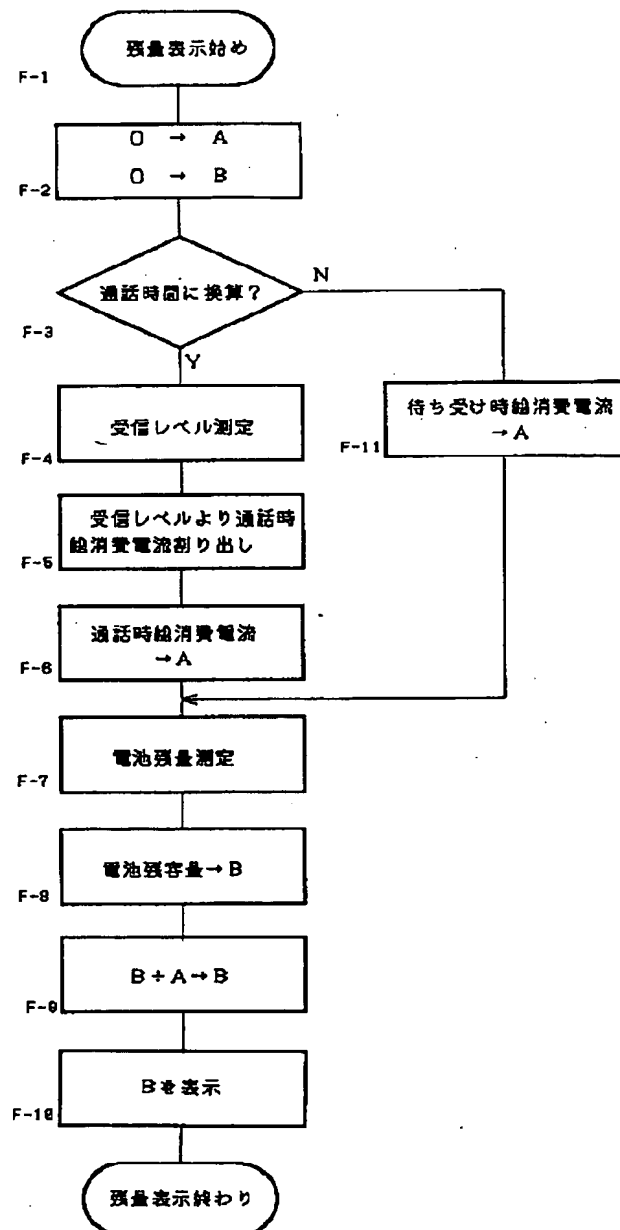 残量表示始め
F-1
0 → A
0 → B
F-2
通話時間に換算?
N
F-3
Y
受信レベル測定
F-4
待ち受け時総消費電流
→A
F-11
受信レベルより通話時
総消費電流割り出し
F-5
通話時総消費電流
→A
F-6
電池残量測定
F-7
電池残容量→B
F-8
B÷A→B
F-9
Bを表示
F-10
残量表示終わり